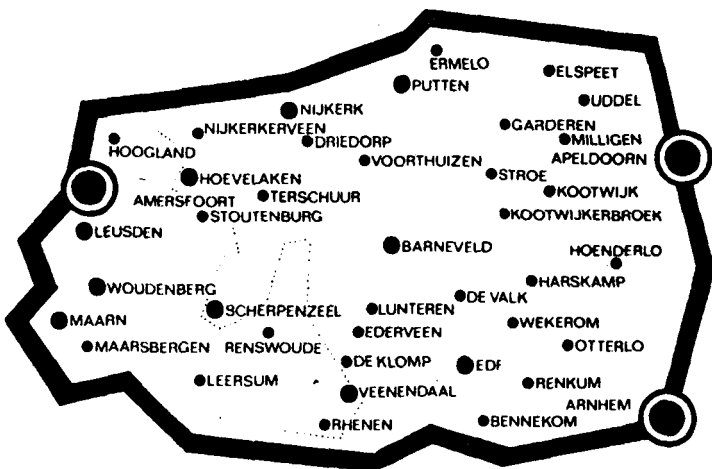 ERMELO
ELSPEET
PUTTEN
UDDEL
NIJKERK
GARDEREN
NIJKERKERVEEN
DRIEDORP
MILLIGEN
HOOGLAND
VOORTHUIZEN
APELDOORN
STROE
HOEVELAKEN
KOOTWIJK
AMERSFOORT
TERSCHUUR
STOUTENBURG
KOOTWIJKERBROEK
LEUSDEN
BARNEVELD
HOENDERLO
HARSKAMP
WOUDENBERG
DE VALK
SCHERPENZEEL
LUNTEREN
MAARN
WEKEROM
EDERVEEN
MAARSBERGEN
RENSWOUDE
OTTERLO
DE KLOMP
EDE
LEERSUM
RENKUM
VEENENDAAL
ARNHEM
RHENEN
BENNEKOM